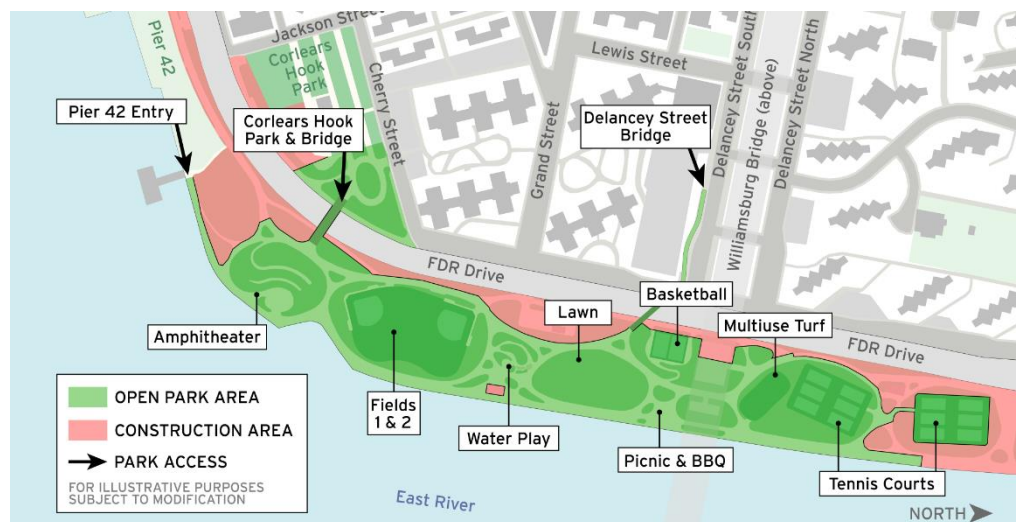 Pier 42
Jackson Street
Corlears
Hook
Park
Cherry Street
Lewis Street
Grand Street
Delancey Street South
Williamsburg Bridge (above)
Delancey Street North
Pier 42 Entry
Corlears Hook
Park & Bridge
Delancey Street
Bridge
FDR Drive
Basketball
Lawn
Multiuse Turf
FDR Drive
Amphitheater
Fields
1 & 2
Water Play
Picnic & BBQ
Tennis Courts
East River
OPEN PARK AREA
CONSTRUCTION AREA
PARK ACCESS
FOR ILLUSTRATIVE PURPOSES
SUBJECT TO MODIFICATION
NORTH